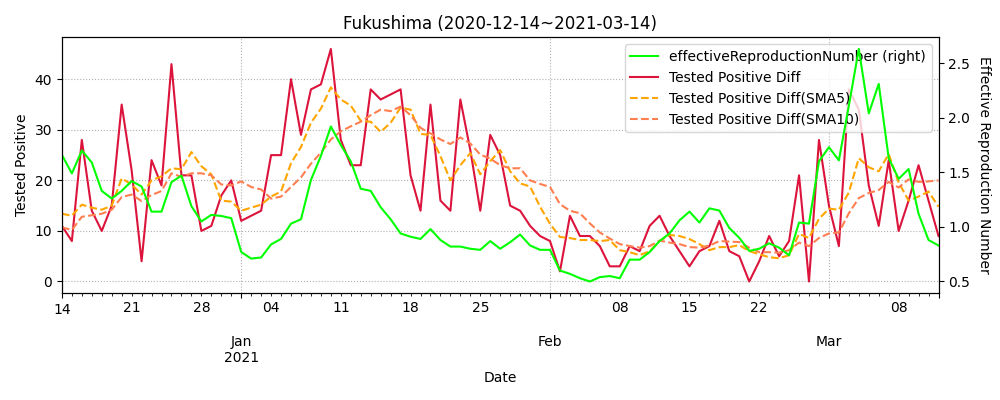 Fukushima (2020-12-14~2021-03-14)
effectiveReproductionNumber (right)
Tested Positive Diff
Tested Positive Diff(SMA5)
Tested Positive Diff(SMA10)
Tested Positive
40
30
20
10
0
2.5
2.0
1.5
1.0
0.5
Effective Reproduction Number
14 21 28 04 11 18 25 08 15 22 08
Jan Feb Mar
2021
Date